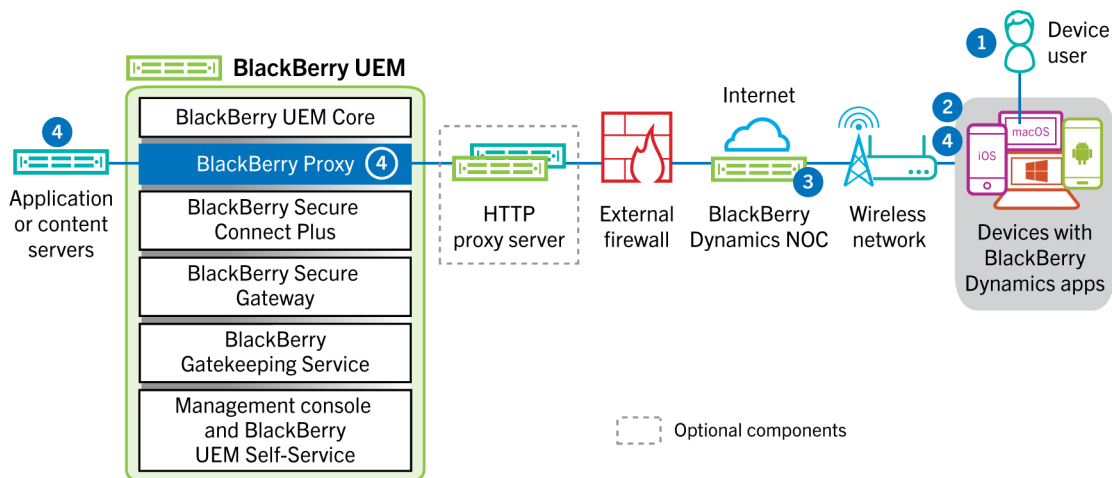 1
Device
user
BlackBerry UEM
BlackBerry UEM Core
4
BlackBerry Proxy 4
Application
or content
servers
BlackBerry Secure
Connect Plus
BlackBerry Secure
Gateway
BlackBerry
Gatekeeping Service
Management console
and BlackBerry
UEM Self-Service
HTTP
proxy server
External
firewall
Internet
3
BlackBerry
Dynamics NOC
Wireless
network
2
4
macOS
iOS
Devices with
BlackBerry
Dynamics apps
Optional components